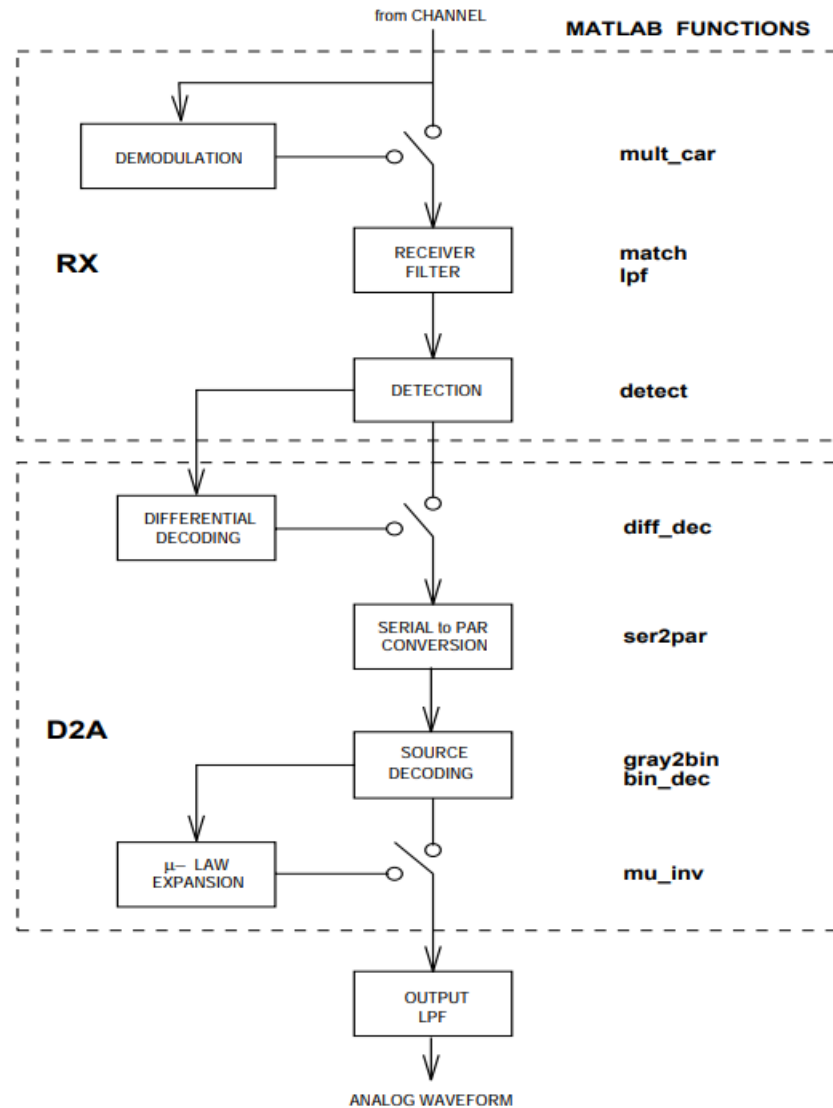 from CHANNEL
MATLAB FUNCTIONS
DEMODULATION
mult_car
RX
RECEIVER
FILTER
match
lpf
DETECTION
detect
DIFFERENTIAL
DECODING
diff_dec
SERIAL to PAR
CONVERSION
ser2par
D2A
SOURCE
DECODING
gray2bin
bin_dec
μ– LAW
EXPANSION
mu_inv
OUTPUT
LPF
ANALOG WAVEFORM